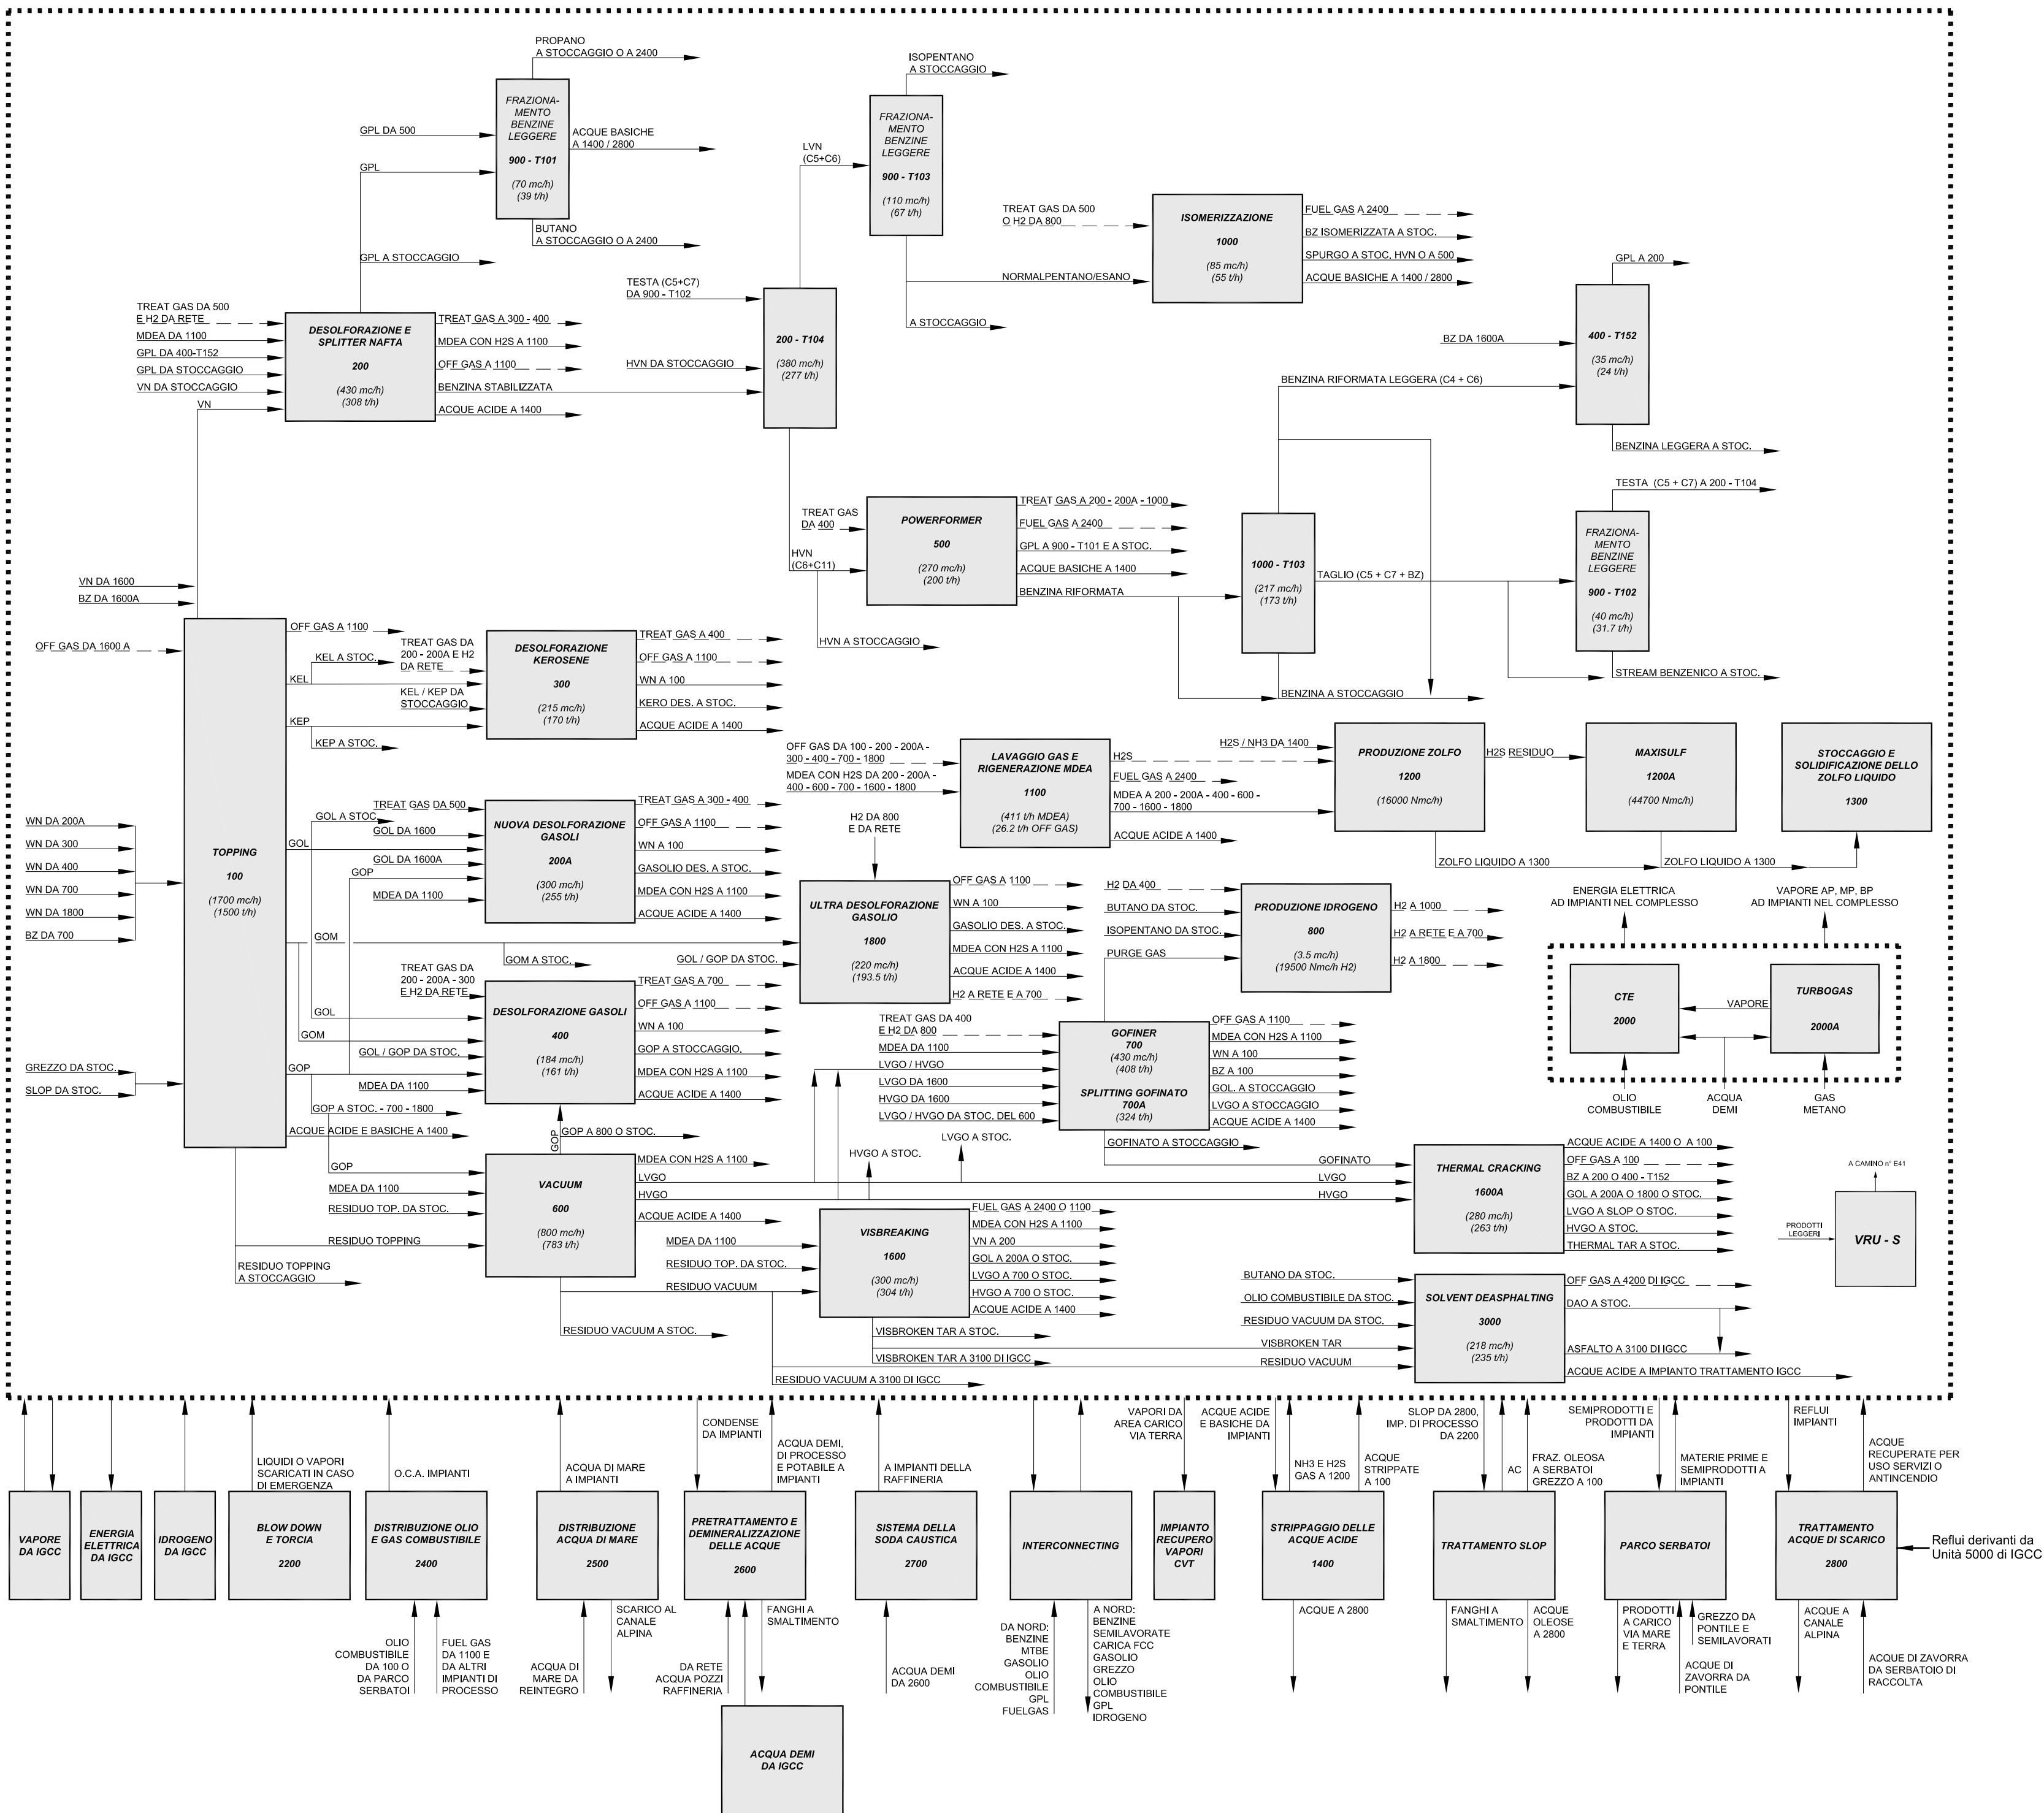 PROPANO
A STOCCAGGIO O A 2400
FRAZIONA-
MENTO
BENZINE
LEGGERE
900 - T101
(70 mc/h)
(39 t/h)
GPL DA 500
GPL
ACQUE BASICHE
A 1400 / 2800
BUTANO
A STOCCAGGIO O A 2400
GPL A STOCCAGGIO
ISOPENTANO
A STOCCAGGIO
LVN
(C5+C6)
FRAZIONA-
MENTO
BENZINE
LEGGERE
900 - T103
(110 mc/h)
(67 t/h)
A STOCCAGGIO
TREAT GAS DA 500
O H2 DA 800
NORMALPENTANO/ESANO
ISOMERIZZAZIONE
1000
(85 mc/h)
(55 t/h)
FUEL GAS A 2400
BZ ISOMERIZZATA A STOC.
SPURGO A STOC. HVN O A 500
ACQUE BASICHE A 1400 / 2800
TREAT GAS DA 500
E H2 DA RETE
MDEA DA 1100
GPL DA 400-T152
GPL DA STOCCAGGIO
VN DA STOCCAGGIO
VN
DESOLFORAZIONE E
SPLITTER NAFTA
200
(430 mc/h)
(308 t/h)
TREAT GAS A 300 - 400
MDEA CON H2S A 1100
OFF GAS A 1100
BENZINA STABILIZZATA
ACQUE ACIDE A 1400
TESTA (C5+C7)
DA 900 - T102
HVN DA STOCCAGGIO
200 - T104
(380 mc/h)
(277 t/h)
GPL A 200
BZ DA 1600A
400 - T152
(35 mc/h)
(24 t/h)
BENZINA RIFORMATA LEGGERA (C4 + C6)
BENZINA LEGGERA A STOC.
TREAT GAS
DA 400
HVN
(C6+C11)
HVN A STOCCAGGIO
POWERFORMER
500
(270 mc/h)
(200 t/h)
TREAT GAS A 200 - 200A - 1000
FUEL GAS A 2400
GPL A 900 - T101 E A STOC.
ACQUE BASICHE A 1400
BENZINA RIFORMATA
1000 - T103
(217 mc/h)
(173 t/h)
TAGLIO (C5 + C7 + BZ)
BENZINA A STOCCAGGIO
TESTA (C5 + C7) A 200 - T104
FRAZIONA-
MENTO
BENZINE
LEGGERE
900 - T102
(40 mc/h)
(31.7 t/h)
STREAM BENZENICO A STOC.
VN DA 1600
BZ DA 1600A
OFF GAS DA 1600 A
WN DA 200A
WN DA 300
WN DA 400
WN DA 700
WN DA 1800
BZ DA 700
GREZZO DA STOC.
SLOP DA STOC.
TOPPING
100
(1700 mc/h)
(1500 t/h)
OFF GAS A 1100
KEL A STOC.
KEL
KEP
KEP A STOC.
GOL A STOC.
GOL
GOP
GOM
GOM A STOC.
GOL
GOM
GOP
GOP A STOC. - 700 - 1800
ACQUE ACIDE E BASICHE A 1400
GOP
RESIDUO TOPPING
RESIDUO TOPPING
A STOCCAGGIO
TREAT GAS DA
200 - 200A E H2
DA RETE
KEL / KEP DA
STOCCAGGIO
DESOLFORAZIONE
KEROSENE
300
(215 mc/h)
(170 t/h)
TREAT GAS A 400
OFF GAS A 1100
WN A 100
KERO DES. A STOC.
ACQUE ACIDE A 1400
TREAT GAS DA 500
GOL DA 1600
GOL DA 1600A
MDEA DA 1100
NUOVA DESOLFORAZIONE
GASOLI
200A
(300 mc/h)
(255 t/h)
TREAT GAS A 300 - 400
OFF GAS A 1100
WN A 100
GASOLIO DES. A STOC.
MDEA CON H2S A 1100
ACQUE ACIDE A 1400
TREAT GAS DA
200 - 200A - 300
E H2 DA RETE
GOL / GOP DA STOC.
MDEA DA 1100
DESOLFORAZIONE GASOLI
400
(184 mc/h)
(161 t/h)
TREAT GAS A 700
OFF GAS A 1100
WN A 100
GOP A STOCCAGGIO.
MDEA CON H2S A 1100
ACQUE ACIDE A 1400
GOP
GOP A 800 O STOC.
MDEA DA 1100
RESIDUO TOP. DA STOC.
VACUUM
600
(800 mc/h)
(783 t/h)
MDEA CON H2S A 1100
LVGO
HVGO
ACQUE ACIDE A 1400
RESIDUO VACUUM A STOC.
OFF GAS DA 100 - 200 - 200A -
300 - 400 - 700 - 1800
MDEA CON H2S DA 200 - 200A -
400 - 600 - 700 - 1600 - 1800
LAVAGGIO GAS E
RIGENERAZIONE MDEA
1100
(411 t/h MDEA)
(26.2 t/h OFF GAS)
H2S
FUEL GAS A 2400
MDEA A 200 - 200A - 400 - 600 -
700 - 1600 - 1800
ACQUE ACIDE A 1400
H2S / NH3 DA 1400
PRODUZIONE ZOLFO
1200
(16000 Nmc/h)
H2S RESIDUO
MAXISULF
1200A
(44700 Nmc/h)
STOCCAGGIO E
SOLIDIFICAZIONE DELLO
ZOLFO LIQUIDO
1300
ZOLFO LIQUIDO A 1300
ZOLFO LIQUIDO A 1300
H2 DA 800
E DA RETE
GOL / GOP DA STOC.
ULTRA DESOLFORAZIONE
GASOLIO
1800
(220 mc/h)
(193.5 t/h)
OFF GAS A 1100
WN A 100
GASOLIO DES. A STOC.
MDEA CON H2S A 1100
ACQUE ACIDE A 1400
H2 A RETE E A 700
H2 DA 400
BUTANO DA STOC.
ISOPENTANO DA STOC.
PURGE GAS
PRODUZIONE IDROGENO
800
(3.5 mc/h)
(19500 Nmc/h H2)
H2 A 1000
H2 A RETE E A 700
H2 A 1800
ENERGIA ELETTRICA
AD IMPIANTI NEL COMPLESSO
VAPORE AP, MP, BP
AD IMPIANTI NEL COMPLESSO
CTE
2000
VAPORE
TURBOGAS
2000A
OLIO
COMBUSTIBILE
ACQUA
DEMI
GAS
METANO
TREAT GAS DA 400
E H2 DA 800
MDEA DA 1100
LVGO / HVGO
LVGO DA 1600
HVGO DA 1600
LVGO / HVGO DA STOC. DEL 600
GOFINER
700
(430 mc/h)
(408 t/h)
SPLITTING GOFINATO
700A
(324 t/h)
OFF GAS A 1100
MDEA CON H2S A 1100
WN A 100
BZ A 100
GOL. A STOCCAGGIO
LVGO A STOCCAGGIO
ACQUE ACIDE A 1400
GOFINATO A STOCCAGGIO
LVGO A STOC.
HVGO A STOC.
GOFINATO
LVGO
HVGO
THERMAL CRACKING
1600A
(280 mc/h)
(263 t/h)
ACQUE ACIDE A 1400 O A 100
OFF GAS A 100
BZ A 200 O 400 - T152
GOL A 200A O 1800 O STOC.
LVGO A SLOP O STOC.
HVGO A STOC.
THERMAL TAR A STOC.
A CAMINO n° E41
PRODOTTI
LEGGERI
VRU - S
MDEA DA 1100
RESIDUO TOP. DA STOC.
RESIDUO VACUUM
VISBREAKING
1600
(300 mc/h)
(304 t/h)
FUEL GAS A 2400 O 1100
MDEA CON H2S A 1100
VN A 200
GOL A 200A O STOC.
LVGO A 700 O STOC.
HVGO A 700 O STOC.
ACQUE ACIDE A 1400
VISBROKEN TAR A STOC.
VISBROKEN TAR A 3100 DI IGCC
RESIDUO VACUUM A 3100 DI IGCC
BUTANO DA STOC.
OLIO COMBUSTIBILE DA STOC.
RESIDUO VACUUM DA STOC.
VISBROKEN TAR
RESIDUO VACUUM
SOLVENT DEASPHALTING
3000
(218 mc/h)
(235 t/h)
OFF GAS A 4200 DI IGCC
DAO A STOC.
ASFALTO A 3100 DI IGCC
ACQUE ACIDE A IMPIANTO TRATTAMENTO IGCC
VAPORE
DA IGCC
ENERGIA
ELETTRICA
DA IGCC
IDROGENO
DA IGCC
LIQUIDI O VAPORI
SCARICATI IN CASO
DI EMERGENZA
BLOW DOWN
E TORCIA
2200
O.C.A. IMPIANTI
DISTRIBUZIONE OLIO
E GAS COMBUSTIBILE
2400
OLIO
COMBUSTIBILE
DA 100 O
DA PARCO
SERBATOI
FUEL GAS
DA 1100 E
DA ALTRI
IMPIANTI DI
PROCESSO
ACQUA DI MARE
A IMPIANTI
DISTRIBUZIONE
ACQUA DI MARE
2500
ACQUA DI
MARE DA
REINTEGRO
SCARICO AL
CANALE
ALPINA
CONDENSE
DA IMPIANTI
ACQUA DEMI,
DI PROCESSO
E POTABILE A
IMPIANTI
PRETRATTAMENTO E
DEMINERALIZZAZIONE
DELLE ACQUE
2600
DA RETE
ACQUA POZZI
RAFFINERIA
FANGHI A
SMALTIMENTO
ACQUA DEMI
DA IGCC
A IMPIANTI DELLA
RAFFINERIA
SISTEMA DELLA
SODA CAUSTICA
2700
ACQUA DEMI
DA 2600
INTERCONNECTING
DA NORD:
BENZINE
MTBE
GASOLIO
OLIO
COMBUSTIBILE
GPL
FUELGAS
A NORD:
BENZINE
SEMILAVORATE
CARICA FCC
GASOLIO
GREZZO
OLIO
COMBUSTIBILE
GPL
IDROGENO
VAPORI DA
AREA CARICO
VIA TERRA
IMPIANTO
RECUPERO
VAPORI
CVT
ACQUE ACIDE
E BASICHE DA
IMPIANTI
NH3 E H2S
GAS A 1200
ACQUE
STRIPPATE
A 100
STRIPPAGGIO DELLE
ACQUE ACIDE
1400
ACQUE A 2800
SLOP DA 2800,
IMP. DI PROCESSO
DA 2200
AC
FRAZ. OLEOSA
A SERBATOI
GREZZO A 100
TRATTAMENTO SLOP
FANGHI A
SMALTIMENTO
ACQUE
OLEOSE
A 2800
SEMIPRODOTTI E
PRODOTTI DA
IMPIANTI
MATERIE PRIME E
SEMIPRODOTTI A
IMPIANTI
PARCO SERBATOI
PRODOTTI
A CARICO
VIA MARE
E TERRA
GREZZO DA
PONTILE E
SEMILAVORATI
ACQUE DI
ZAVORRA DA
PONTILE
REFLUI
IMPIANTI
ACQUE
RECUPERATE PER
USO SERVIZI O
ANTINCENDIO
TRATTAMENTO
ACQUE DI SCARICO
2800
Reflui derivanti da
Unità 5000 di IGCC
ACQUE A
CANALE
ALPINA
ACQUE DI ZAVORRA
DA SERBATOIO DI
RACCOLTA